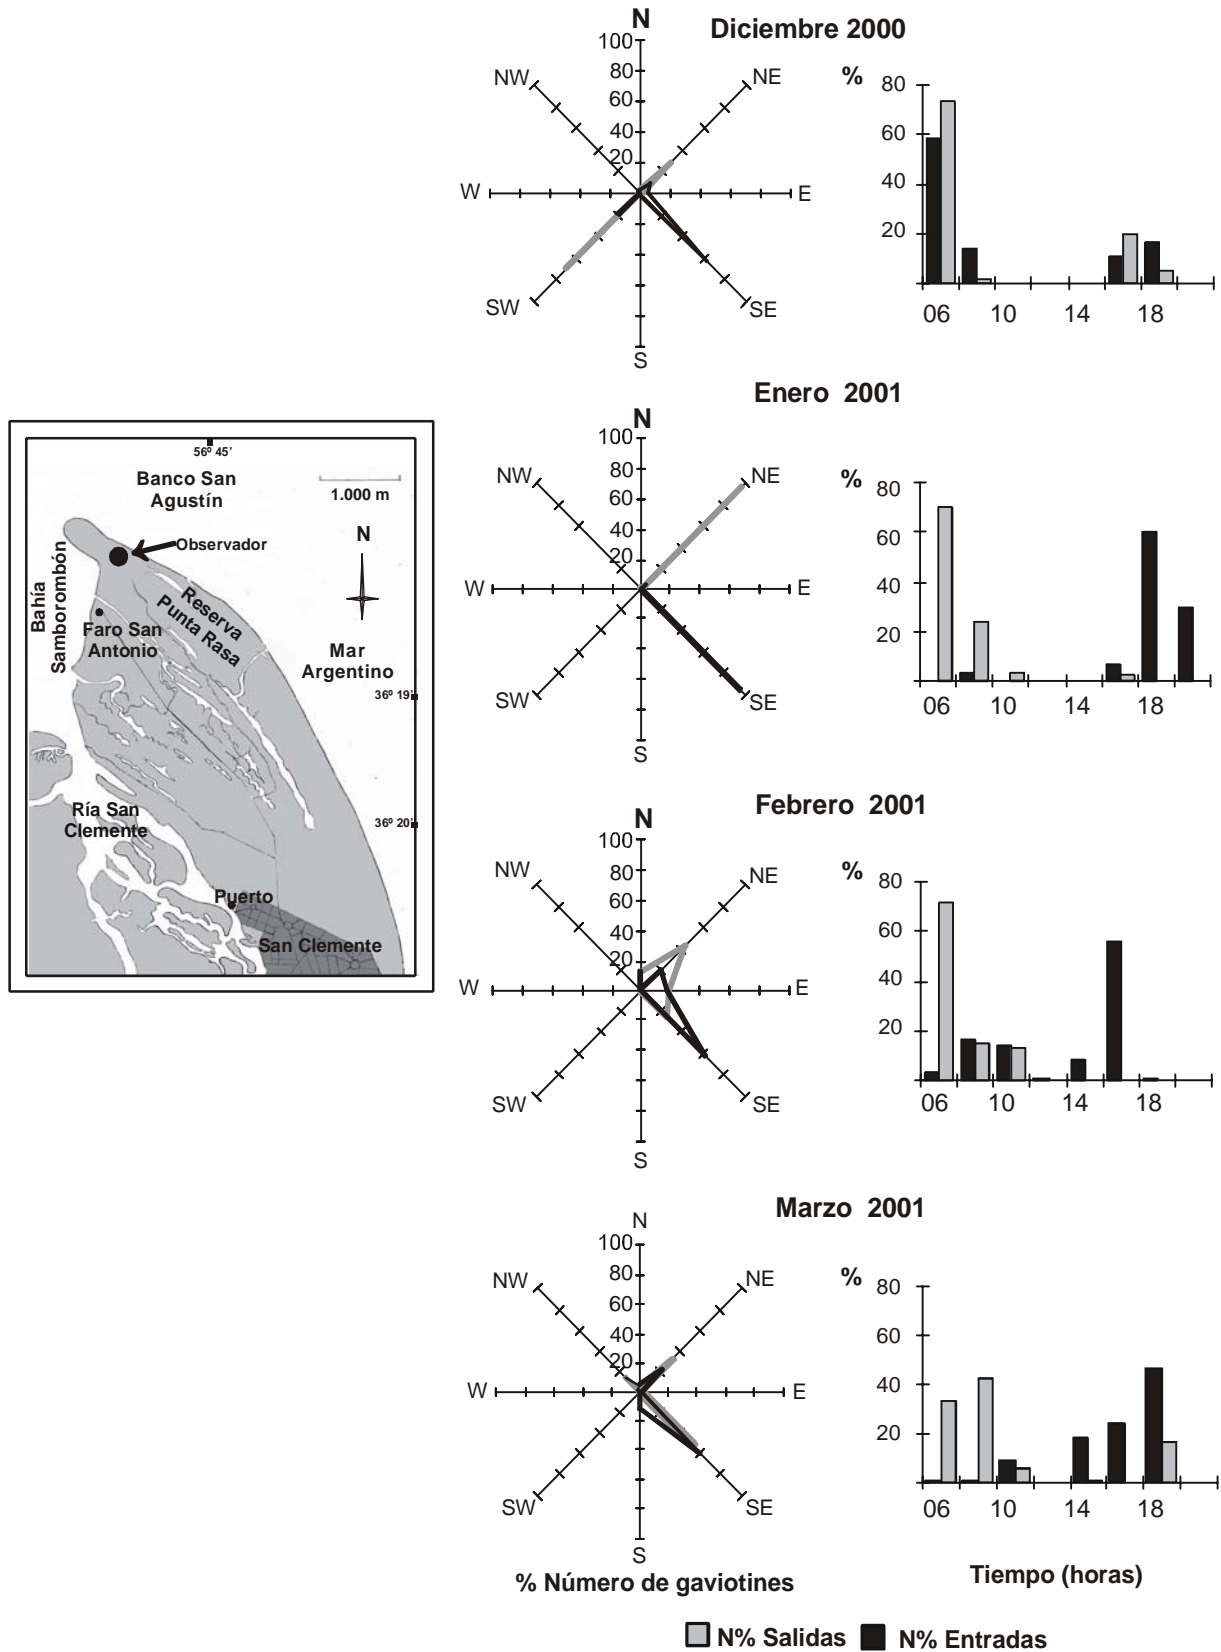 N
Diciembre 2000
100
80
60
40
20
NW
NE
W
E
SW
SE
S
%
80
60
40
20
06
10
14
18
Enero 2001
N
100
80
60
40
20
NW
NE
W
E
SW
SE
S
%
80
60
40
20
06
10
14
18
56º 45'
Banco San
Agustín
1.000 m
N
Observador
Bahía
Samborombón
Reserva
Punta Rasa
Faro San
Antonio
Mar
Argentino
36º 19'
Ría San
Clemente
36º 20'
Puerto
San Clemente
Febrero 2001
N
100
80
60
40
20
NW
NE
W
E
SW
SE
S
%
80
60
40
20
06
10
14
18
Marzo 2001
N
100
80
60
40
20
NW
NE
W
E
SW
SE
S
%
80
60
40
20
06
10
14
18
% Número de gaviotines
Tiempo (horas)
N% Salidas
N% Entradas